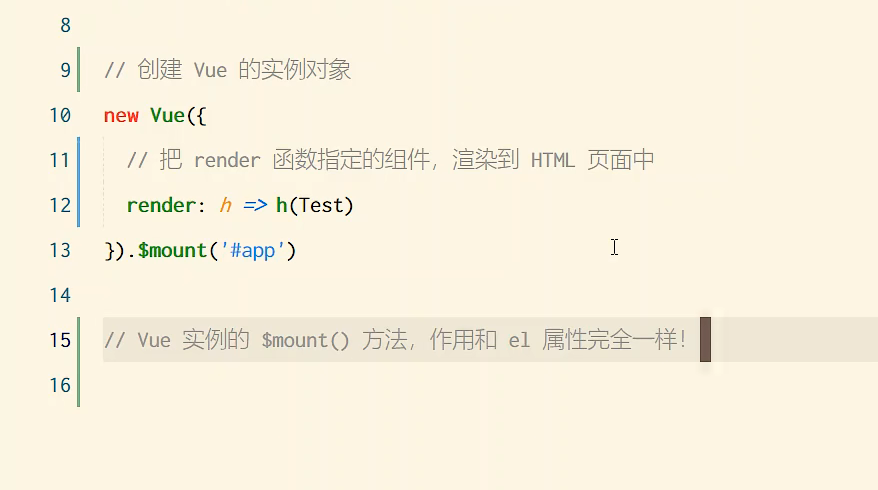 8
9 // 创建 Vue 的实例对象
10 new Vue({
11 // 把 render 函数指定的组件，渲染到 HTML 页面中
12 render: h => h(Test)
13 }).$mount('#app')
14
15 // Vue 实例的 $mount() 方法，作用和 el 属性完全一样！
16